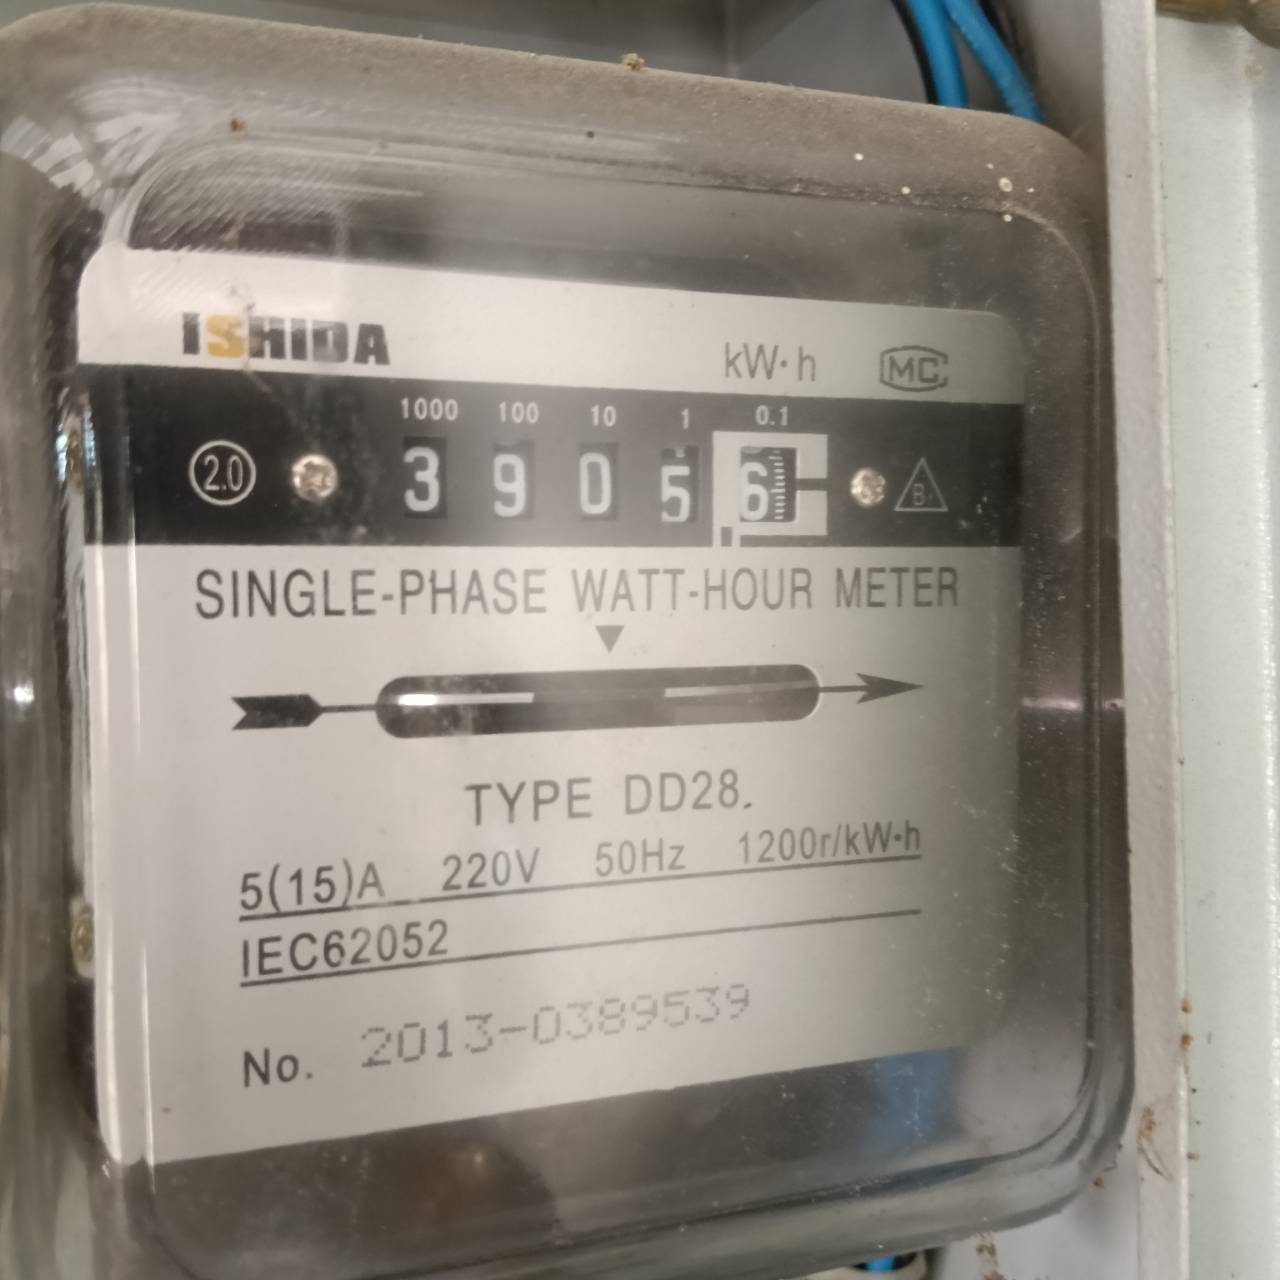 ISHIDA
kW·h MC
1000 100 10 1 0.1
2.0 3 9 0 5 6 B1
SINGLE-PHASE WATT-HOUR METER
TYPE DD28.
5(15)A 220V 50Hz 1200r/kW·h
IEC62052
No. 2013-0389539